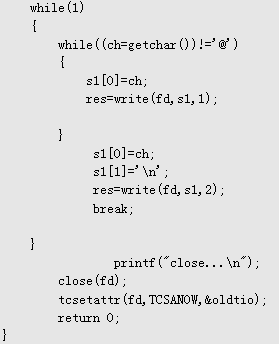 while(1)
{
while((ch=getchar())!='@')
{
s1[0]=ch;
res=write(fd,s1,1);
}
s1[0]=ch;
s1[1]='\n';
res=write(fd,s1,2);
break;
}
printf("close...\n");
close(fd);
tcsetattr(fd,TCSANOW,&oldtio);
return 0;
}